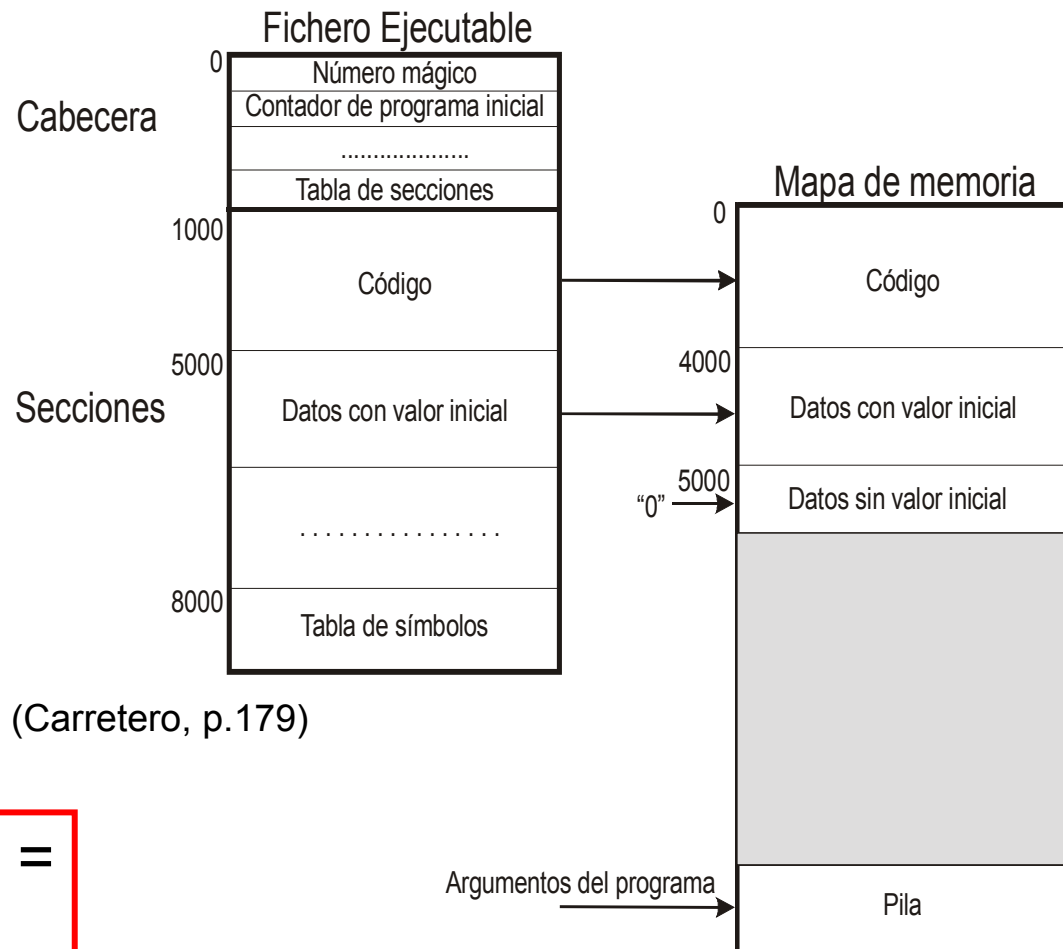 Fichero Ejecutable
0
Número mágico
Cabecera
Contador de programa inicial
...................
Tabla de secciones
Mapa de memoria
0
1000
Código
Código
5000
4000
Secciones
Datos con valor inicial
Datos con valor inicial
5000
“0”
Datos sin valor inicial
. . . . . . . . . . . . . . . .
8000
Tabla de símbolos
(Carretero, p.179)
=
Argumentos del programa
Pila